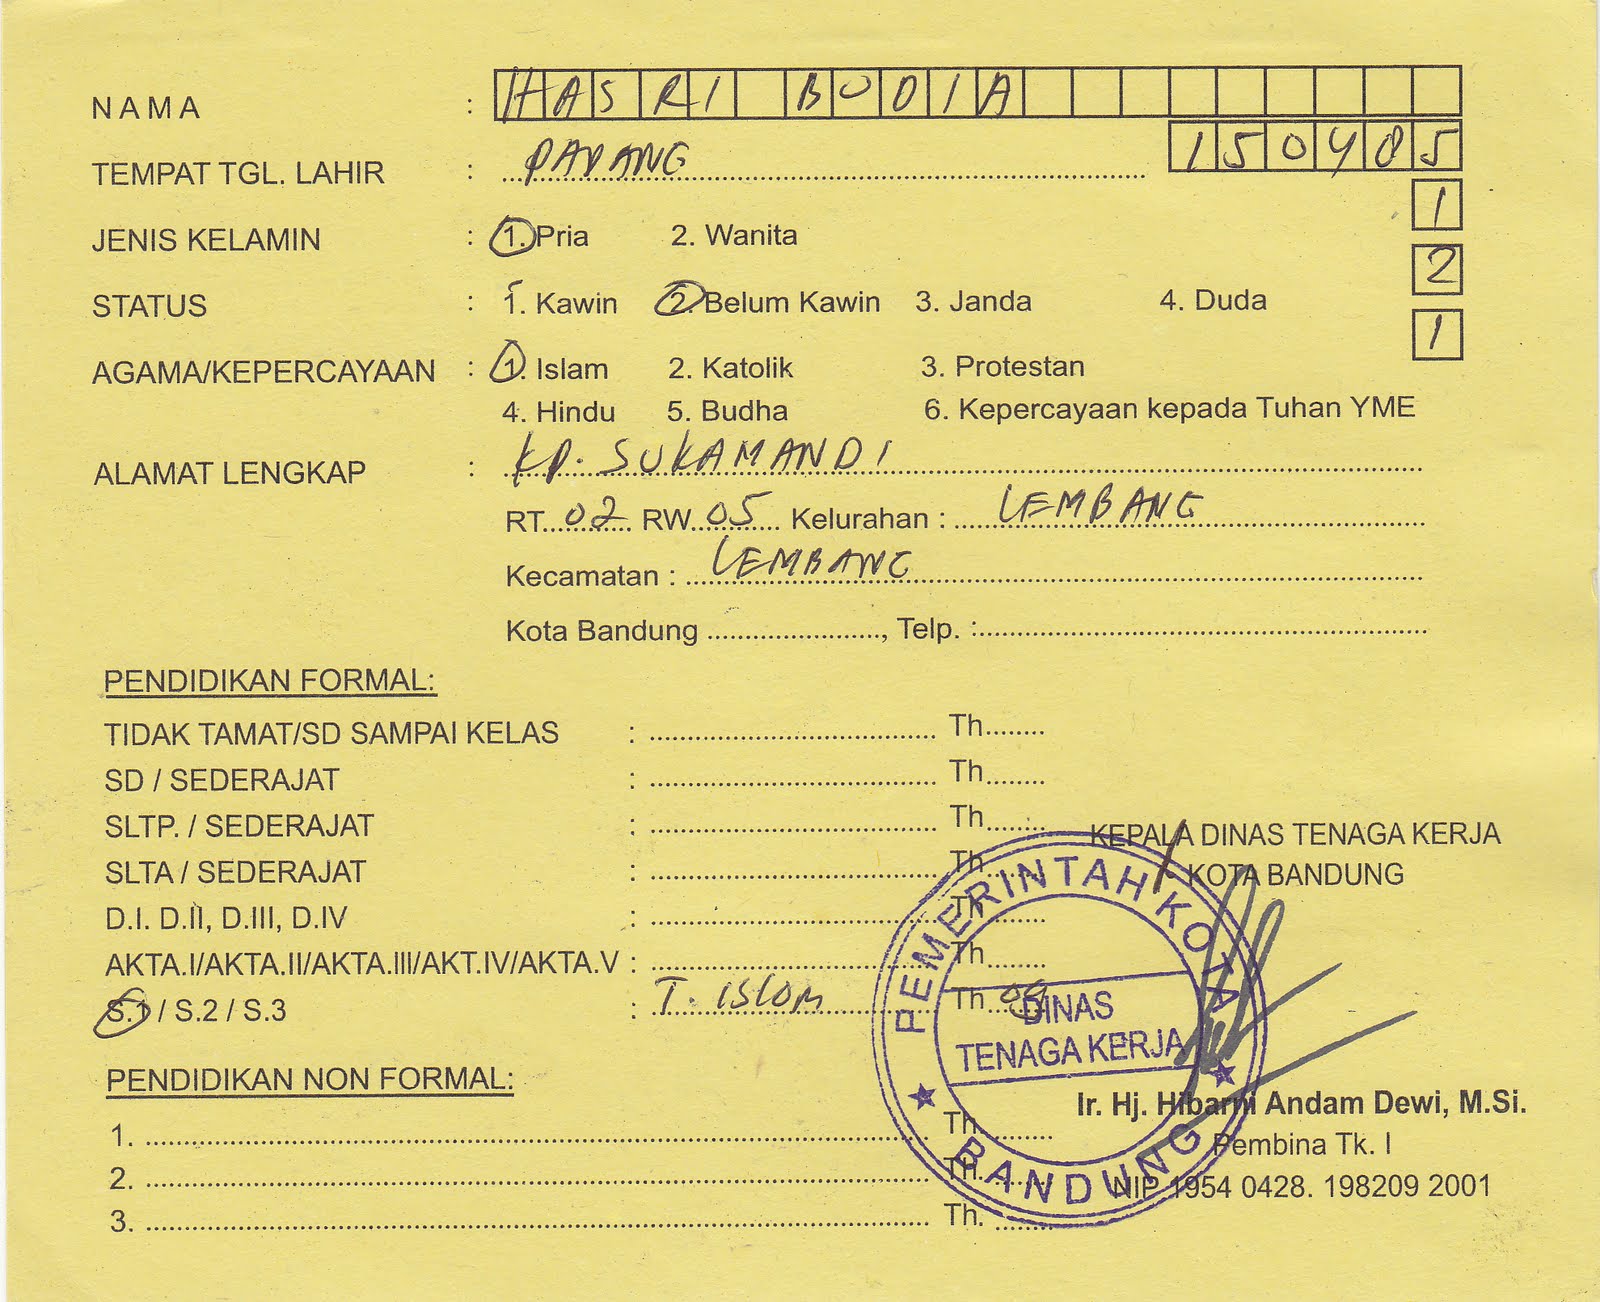 NAMA : HASRI BUDIA
TEMPAT TGL. LAHIR : PADANG 150485
JENIS KELAMIN : 1. Pria 2. Wanita 1
STATUS : 1. Kawin 2. Belum Kawin 3. Janda 4. Duda 2
AGAMA/KEPERCAYAAN : 1. Islam 2. Katolik 3. Protestan 1
4. Hindu 5. Budha 6. Kepercayaan kepada Tuhan YME
ALAMAT LENGKAP : KP. SUKAMANDI
RT. 02 RW. 05 Kelurahan : LEMBANG
Kecamatan : LEMBANG
Kota Bandung ......................, Telp. :
PENDIDIKAN FORMAL:
TIDAK TAMAT/SD SAMPAI KELAS : Th
SD / SEDERAJAT : Th
SLTP. / SEDERAJAT : Th
SLTA / SEDERAJAT : Th
D.I. D.II, D.III, D.IV : Th
AKTA.I/AKTA.II/AKTA.III/AKT.IV/AKTA.V : Th
S.1 / S.2 / S.3 : T. ISLAM Th 09
PENDIDIKAN NON FORMAL:
1. Th.
2. Th.
3. Th.
KEPALA DINAS TENAGA KERJA
KOTA BANDUNG
PEMERINTAH KOTA
DINAS
TENAGA KERJA
BANDUNG
Ir. Hj. Hibarni Andam Dewi, M.Si.
Pembina Tk. I
NIP 1954 0428. 198209 2001